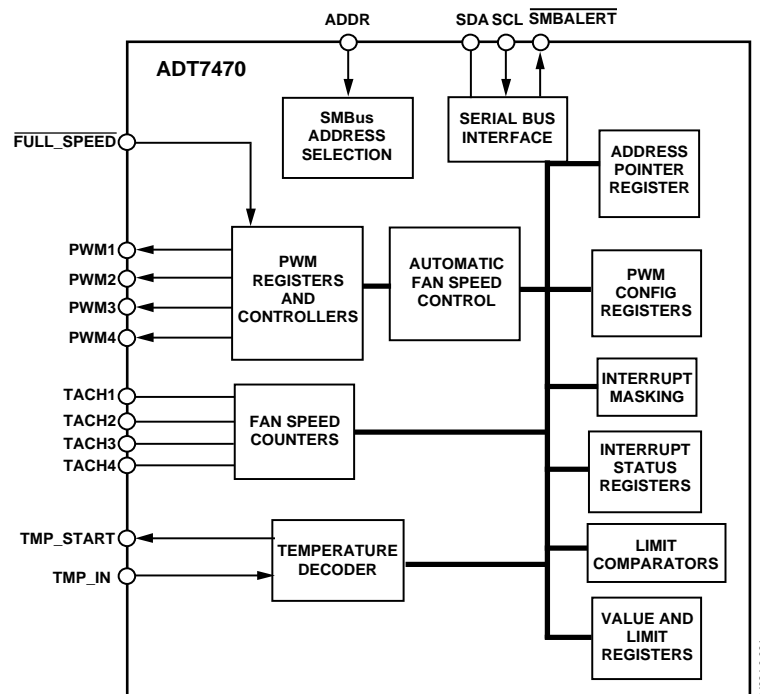 ADDR
SDA SCL SMBALERT
ADT7470
SMBus
ADDRESS
SELECTION
SERIAL BUS
INTERFACE
FULL_SPEED
ADDRESS
POINTER
REGISTER
PWM1
PWM2
PWM3
PWM4
PWM
REGISTERS
AND
CONTROLLERS
AUTOMATIC
FAN SPEED
CONTROL
PWM
CONFIG
REGISTERS
INTERRUPT
MASKING
TACH1
TACH2
TACH3
TACH4
FAN SPEED
COUNTERS
INTERRUPT
STATUS
REGISTERS
TMP_START
TMP_IN
TEMPERATURE
DECODER
LIMIT
COMPARATORS
VALUE AND
LIMIT
REGISTERS